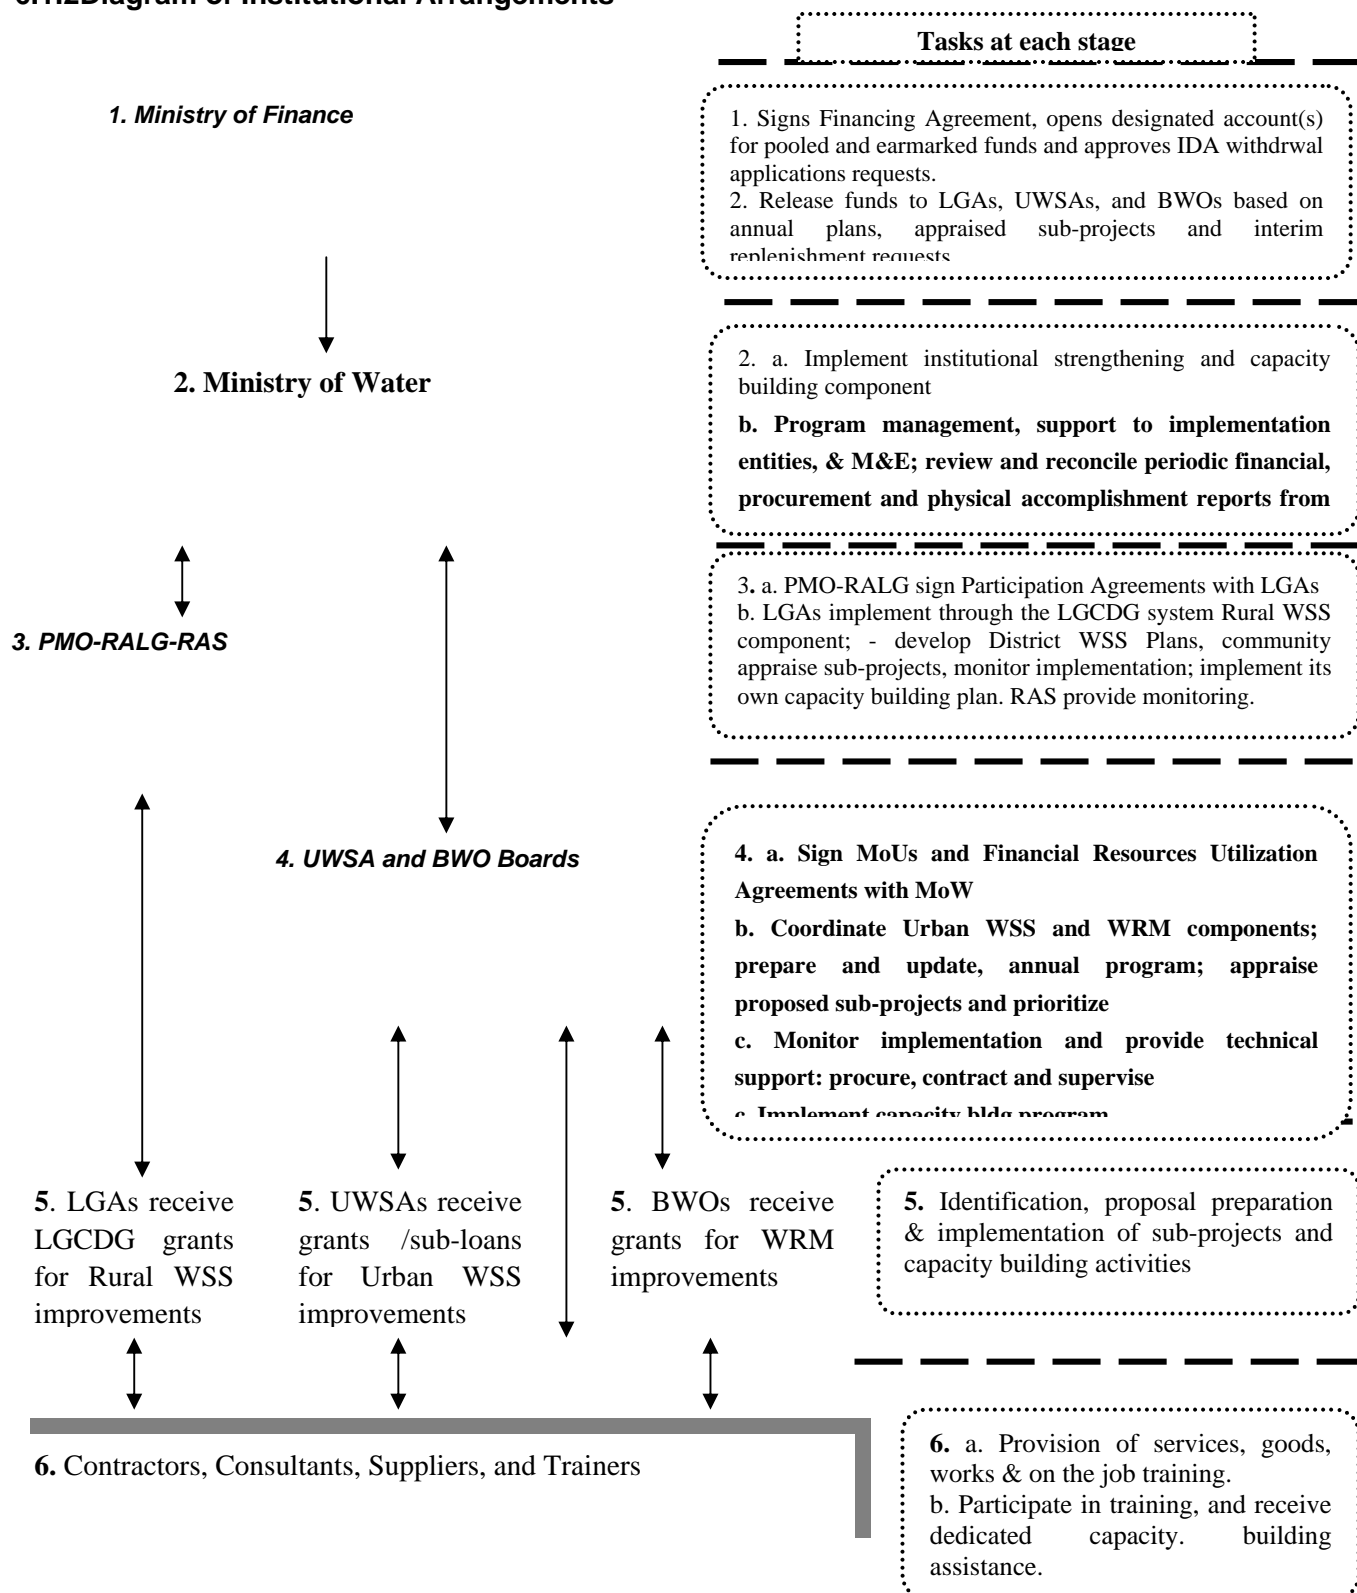 Diagram of Institutional Arrangements
Tasks at each stage
1. Ministry of Finance
1. Signs Financing Agreement, opens designated account(s)
for pooled and earmarked funds and approves IDA withdrwal
applications requests.
2. Release funds to LGAs, UWSAs, and BWOs based on
annual plans, appraised sub-projects and interim
replenishment requests
2. Ministry of Water
2. a. Implement institutional strengthening and capacity
building component
b. Program management, support to implementation
entities, & M&E; review and reconcile periodic financial,
procurement and physical accomplishment reports from
3. PMO-RALG-RAS
3. a. PMO-RALG sign Participation Agreements with LGAs
b. LGAs implement through the LGCDG system Rural WSS
component; - develop District WSS Plans, community
appraise sub-projects, monitor implementation; implement its
own capacity building plan. RAS provide monitoring.
4. UWSA and BWO Boards
4. a. Sign MoUs and Financial Resources Utilization
Agreements with MoW
b. Coordinate Urban WSS and WRM components;
prepare and update, annual program; appraise
proposed sub-projects and prioritize
c. Monitor implementation and provide technical
support: procure, contract and supervise
c. Implement capacity bldg program
5. LGAs receive
LGCDG grants
for Rural WSS
improvements
5. UWSAs receive
grants /sub-loans
for Urban WSS
improvements
5. BWOs receive
grants for WRM
improvements
5. Identification, proposal preparation
& implementation of sub-projects and
capacity building activities
6. Contractors, Consultants, Suppliers, and Trainers
6. a. Provision of services, goods,
works & on the job training.
b. Participate in training, and receive
dedicated capacity. building
assistance.